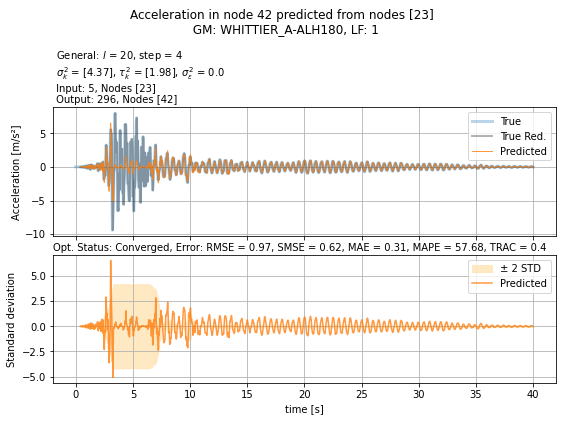 Acceleration in node 42 predicted from nodes [23]
GM: WHITTIER_A-ALH180, LF: 1
General: l = 20, step = 4
σ²ₖ = [4.37], τ²ₖ = [1.98], σ²ε = 0.0
Input: 5, Nodes [23]
Output: 296, Nodes [42]
Acceleration [m/s²]
5
0
−5
−10
True
True Red.
Predicted
Opt. Status: Converged, Error: RMSE = 0.97, SMSE = 0.62, MAE = 0.31, MAPE = 57.68, TRAC = 0.4
Standard deviation
5.0
2.5
0.0
−2.5
−5.0
± 2 STD
Predicted
0 5 10 15 20 25 30 35 40
time [s]